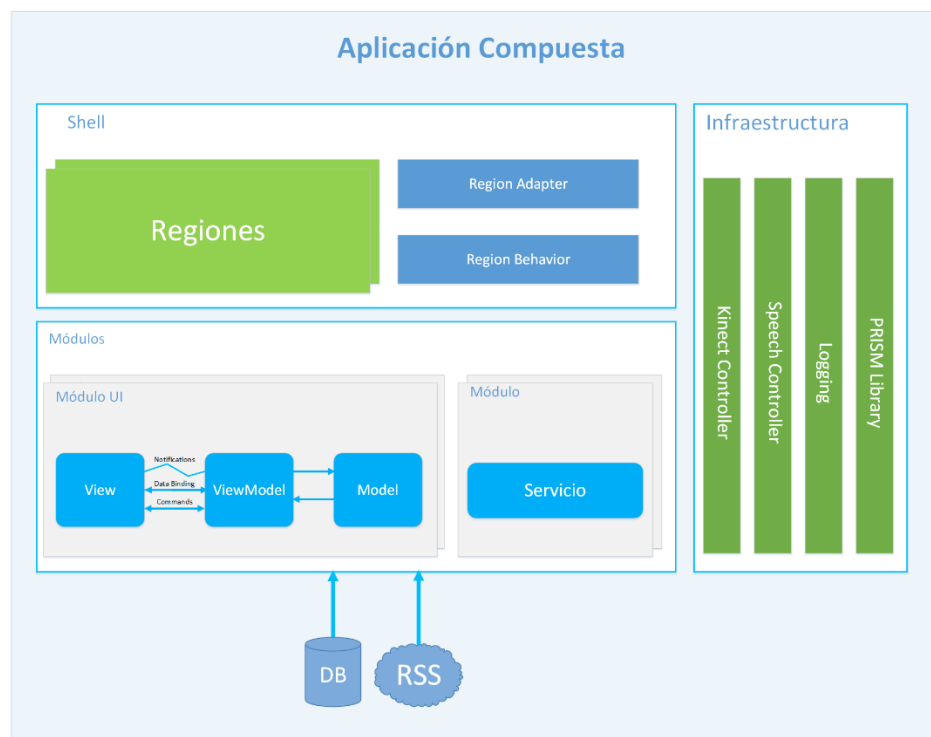 Aplicación Compuesta
Shell
Regiones
Region Adapter
Region Behavior
Infraestructura
Kinect Controller
Speech Controller
Logging
PRISM Library
Módulos
Módulo UI
View
Notifications
Data Binding
Commands
ViewModel
Model
Módulo
Servicio
DB
RSS